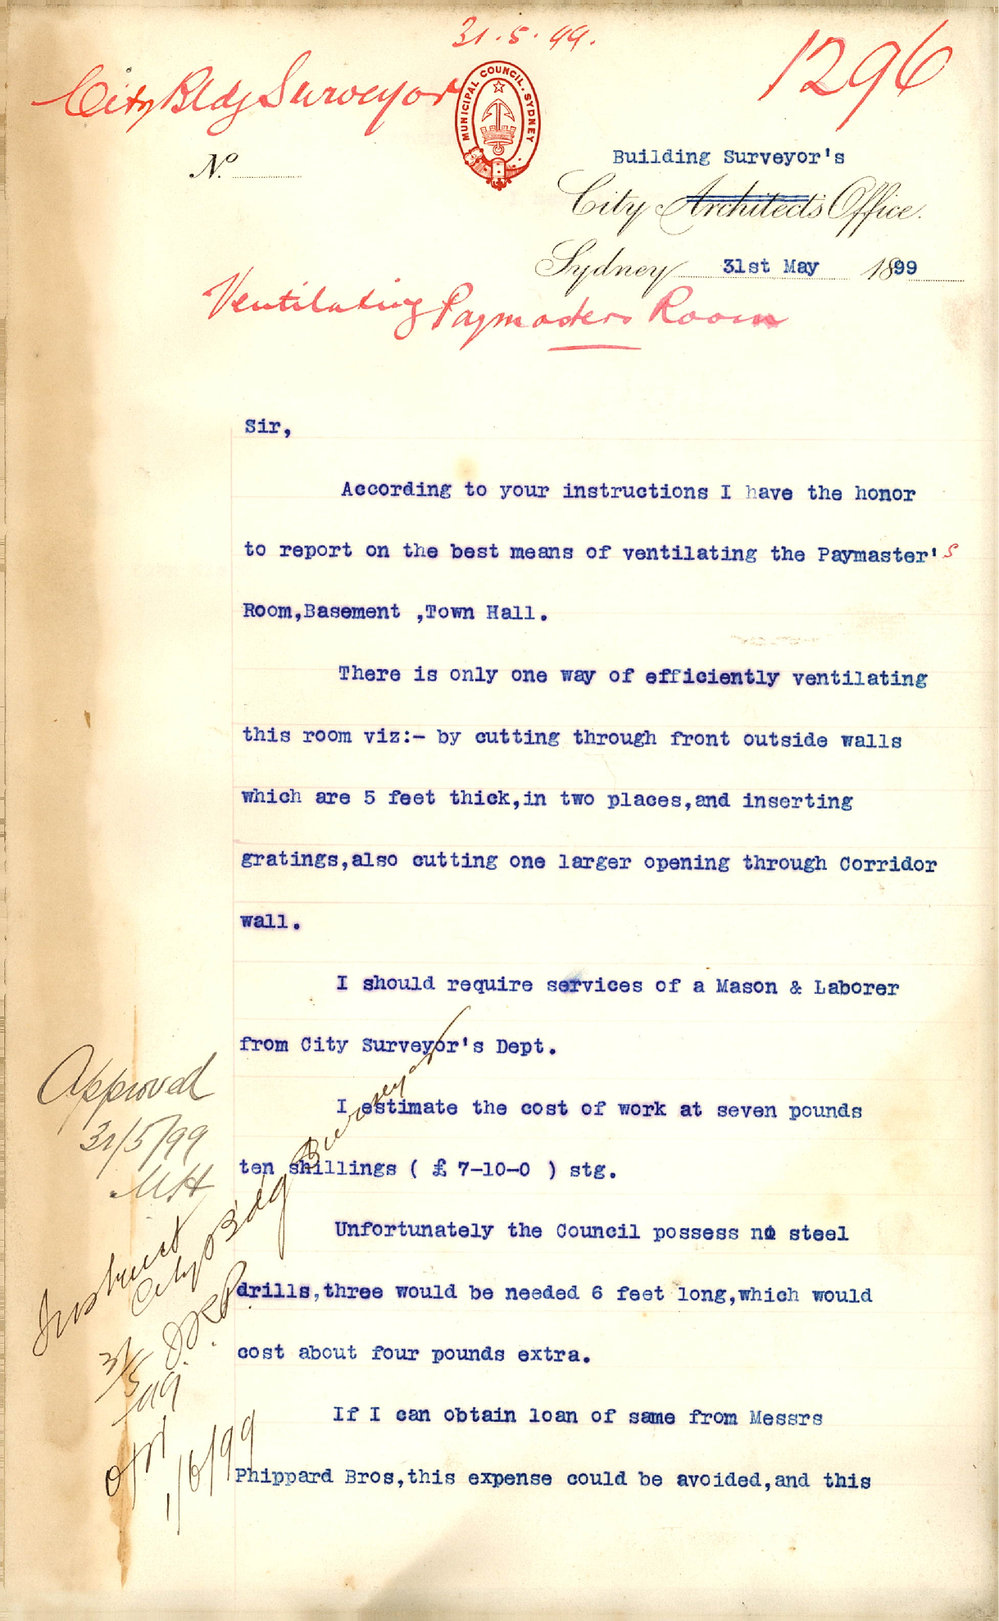 31.5.99.
1296
City Bldg Surveyor
MUNICIPAL COUNCIL. SYDNEY
No.
Building Surveyor's
City Architects Office.
Sydney 31st May 1899
Ventilating Paymasters Room
Sir,
According to your instructions I have the honor
to report on the best means of ventilating the Paymaster's
Room,Basement ,Town Hall.
There is only one way of efficiently ventilating
this room viz:- by cutting through front outside walls
which are 5 feet thick,in two places,and inserting
gratings,also cutting one larger opening through Corridor
wall.
I should require services of a Mason & Laborer
from City Surveyor's Dept.
I estimate the cost of work at seven pounds
ten shillings ( £ 7-10-0 ) stg.
Unfortunately the Council possess no steel
drills,three would be needed 6 feet long,which would
cost about four pounds extra.
If I can obtain loan of same from Messrs
Phippard Bros,this expense could be avoided,and this
Approved
31/5/99
MH
Instruct
City Bldg Surveyor
31/5/99
1/6/99